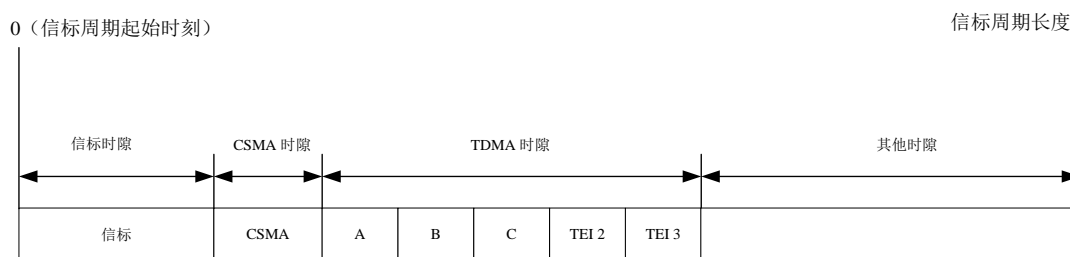 0（信标周期起始时刻）
信标周期长度
信标时隙
CSMA 时隙
TDMA 时隙
其他时隙
信标
CSMA
A
B
C
TEI 2
TEI 3